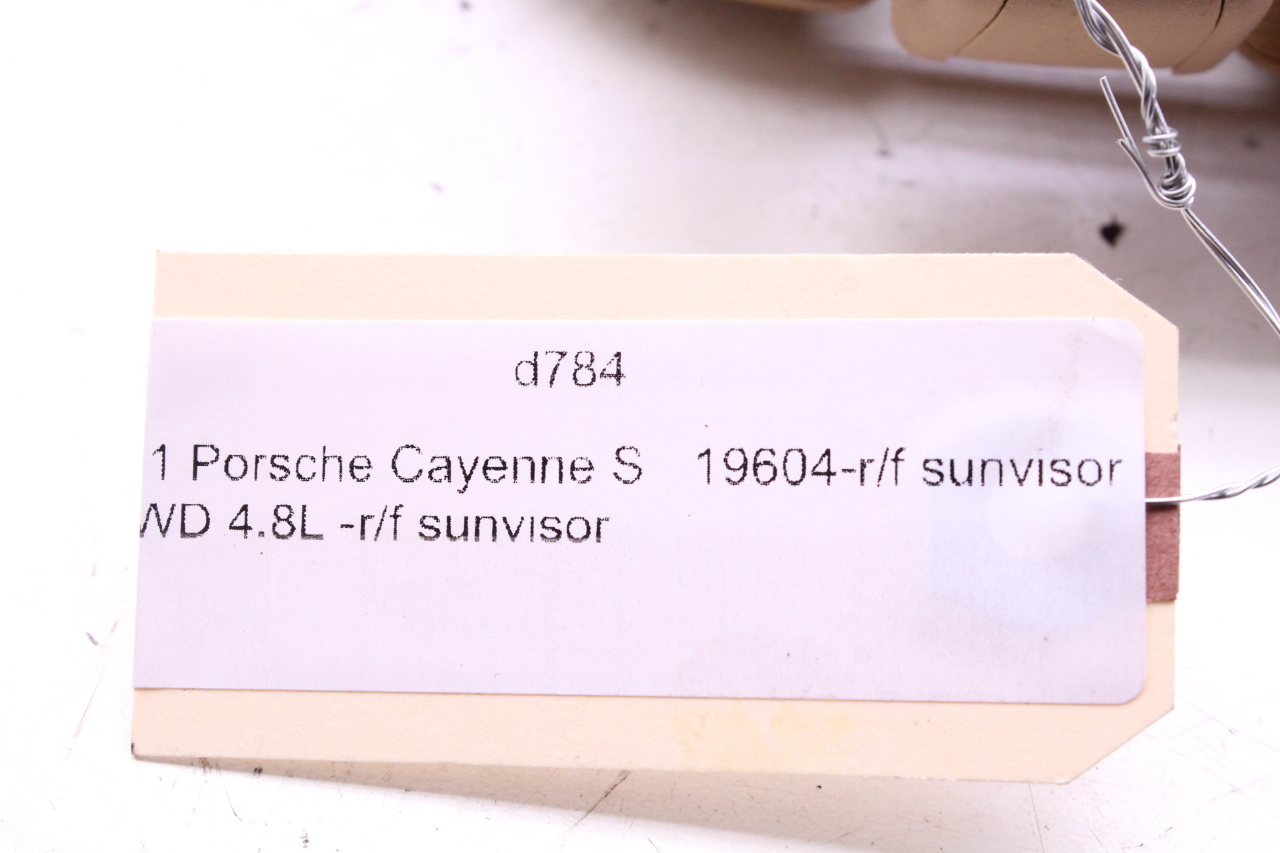 d784
1 Porsche Cayenne S 19604-r/f sunvisor
WD 4.8L -r/f sunvisor